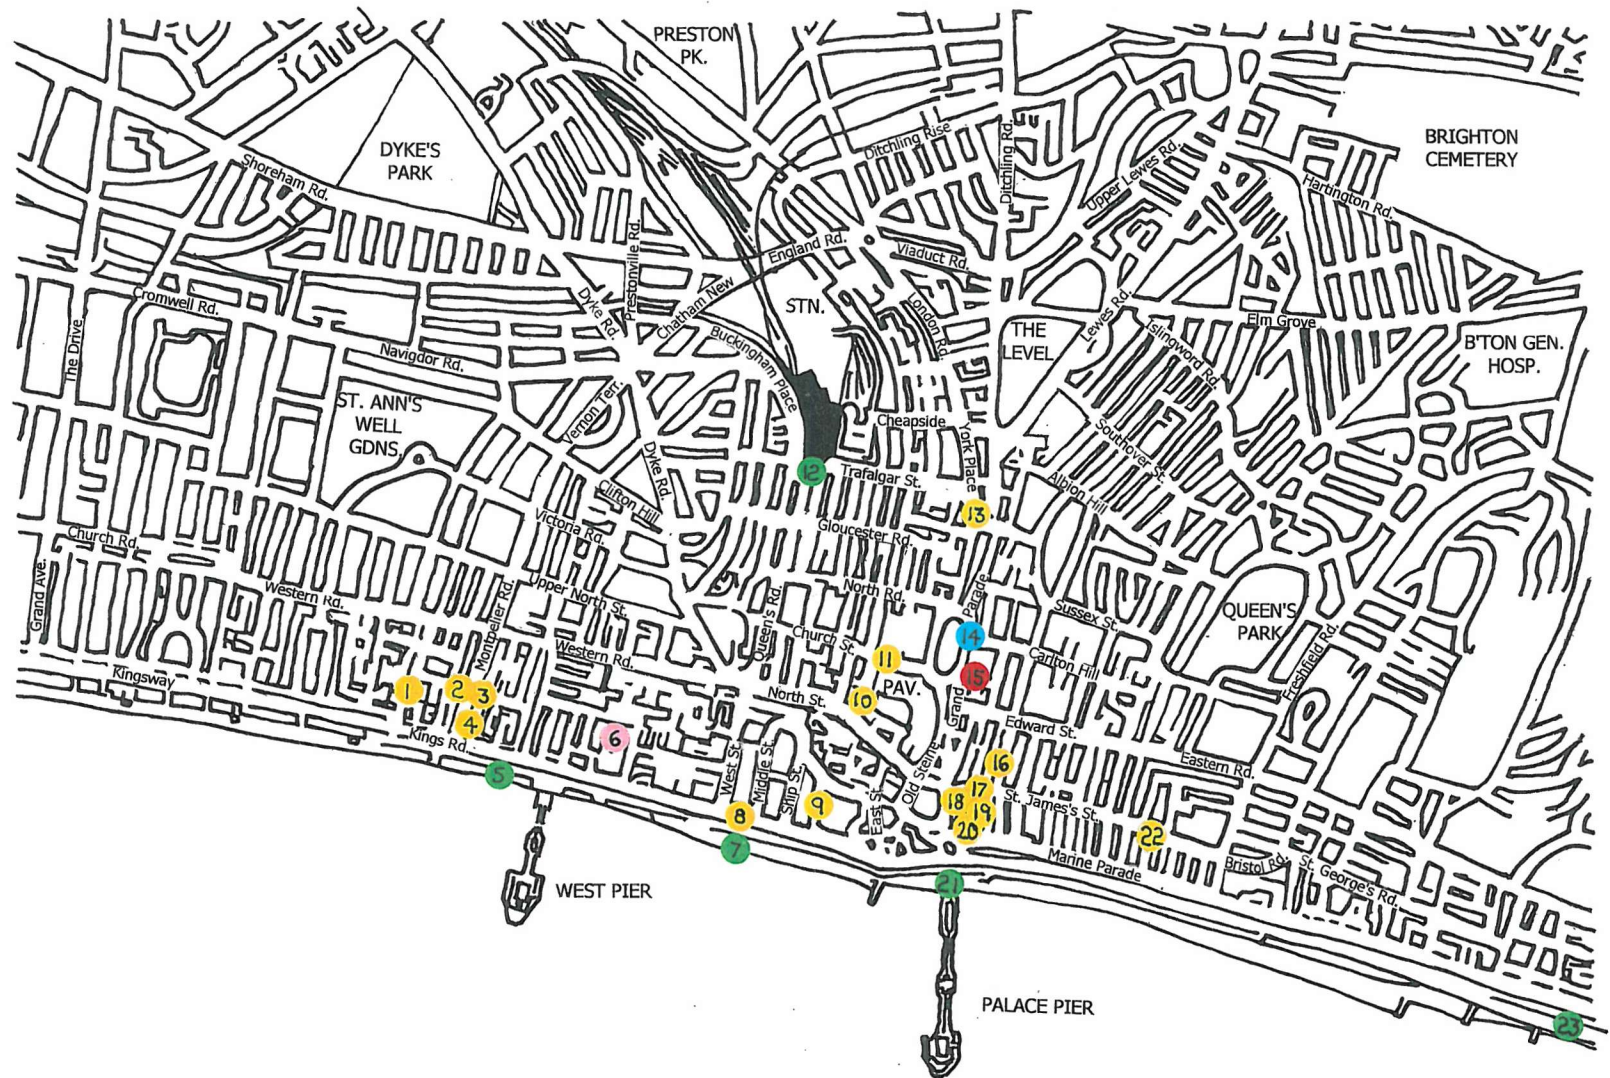 PRESTON
PK.
DYKE'S
PARK
BRIGHTON
CEMETERY
Shoreham Rd.
Ditchling Rise
Ditchling Rd.
Upper Lewes Rd.
Hartington Rd.
Prestonville Rd.
England Rd.
Viaduct Rd.
Cromwell Rd.
The Drive
Dyke Rd.
Chatham New
STN.
London Rd.
THE
LEVEL
Lewes Rd.
Elm Grove
Islingword Rd.
B'TON GEN.
HOSP.
Navigdor Rd.
Buckingham Place
ST. ANN'S
WELL
GDNS.
Vernon Terr.
Cheapside
York Place
Southover St.
Dyke Rd.
12
Trafalgar St.
Albion Hill
Clifton Hill
13
Victoria Rd.
Gloucester Rd.
Church Rd.
Grand Ave.
Western Rd.
Montpelier Rd.
Upper North St.
Queen's Rd.
North Rd.
Parade
Sussex St.
QUEEN'S
PARK
Church St.
14
Western Rd.
11
15
Carlton Hill
Freshfield Rd.
Kingsway
1
2
3
4
PAV.
10
North St.
Grand
Edward St.
Kings Rd.
6
5
West St.
Middle St.
Ship St.
Old Steine
16
Eastern Rd.
17
18
19
20
St. James's St.
9
8
7
East St.
22
Marine Parade
Bristol Rd.
St. George's Rd.
21
WEST PIER
PALACE PIER
23